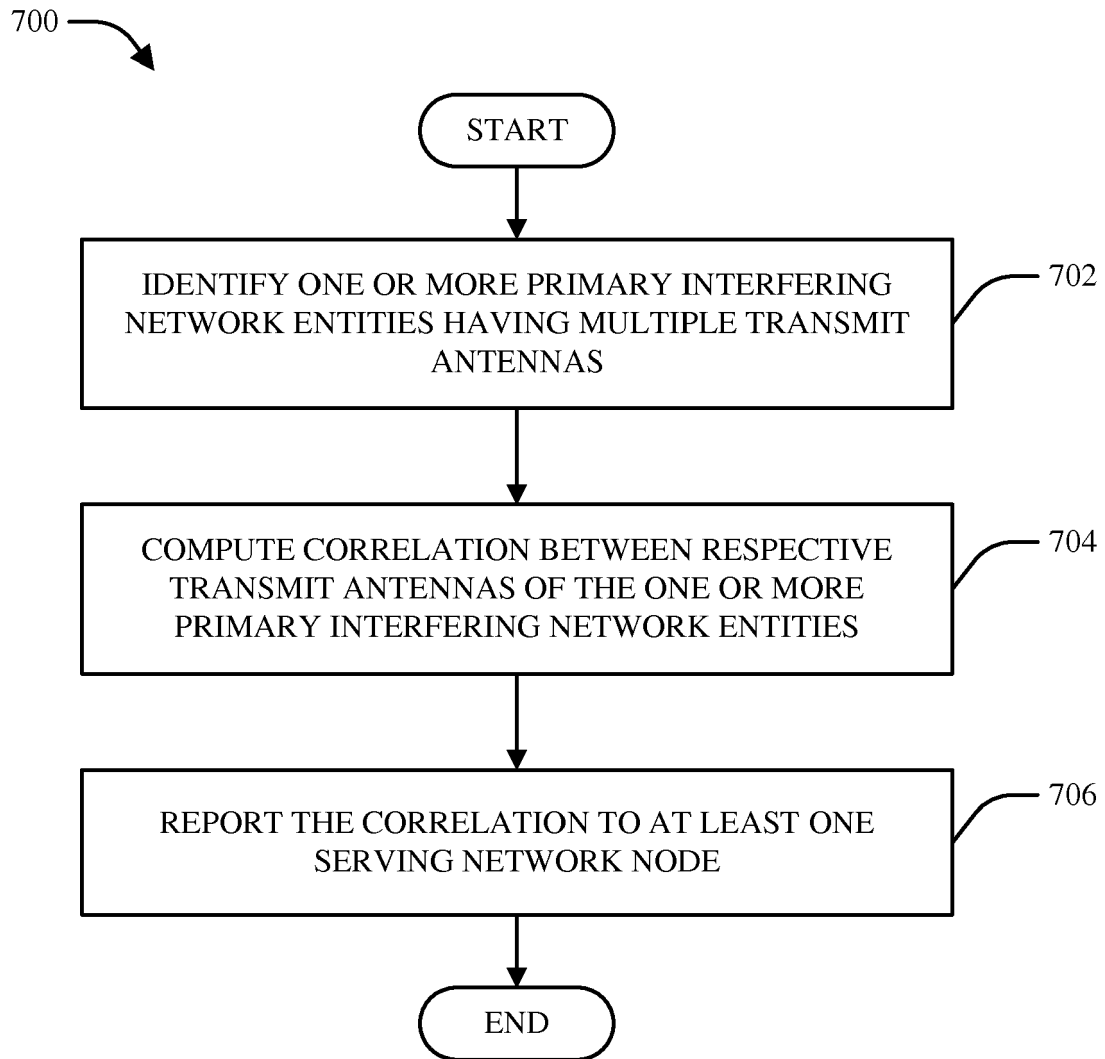 700
START
IDENTIFY ONE OR MORE PRIMARY INTERFERING
NETWORK ENTITIES HAVING MULTIPLE TRANSMIT
ANTENNAS
702
COMPUTE CORRELATION BETWEEN RESPECTIVE
TRANSMIT ANTENNAS OF THE ONE OR MORE
PRIMARY INTERFERING NETWORK ENTITIES
704
REPORT THE CORRELATION TO AT LEAST ONE
SERVING NETWORK NODE
706
END